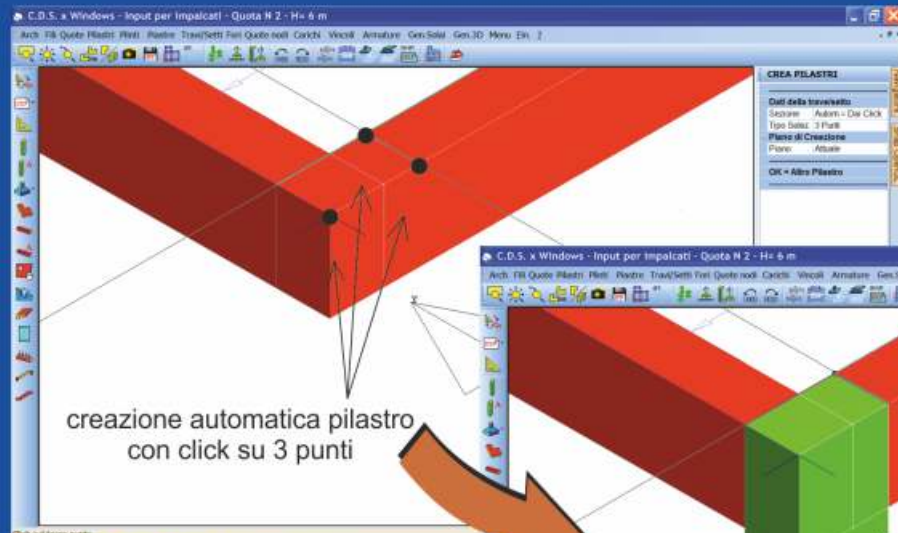 C.D.S. x Windows - Input per Impalcati - Quota N 2 - H= 6 m
Arch Fili Quote Pilastri Plinti Piastre Travi/Setti Fori Quote nodi Carichi Vincoli Armature Gen.Solai Gen.3D Menu Eln. ?
CREA PILASTRI
Dati della trave/setto
Sezione Autom = Dai Click
Tipo Selez. 3 Punti
Piano di Creazione
Piano: Attuale
OK = Altro Pilastro
creazione automatica pilastro
con click su 3 punti
C.D.S. x Windows - Input per Impalcati - Quota N 2 - H= 6 m
Arch Fili Quote Pilastri Plinti Piastre Travi/Setti Fori Quote nodi Carichi Vincoli Armature